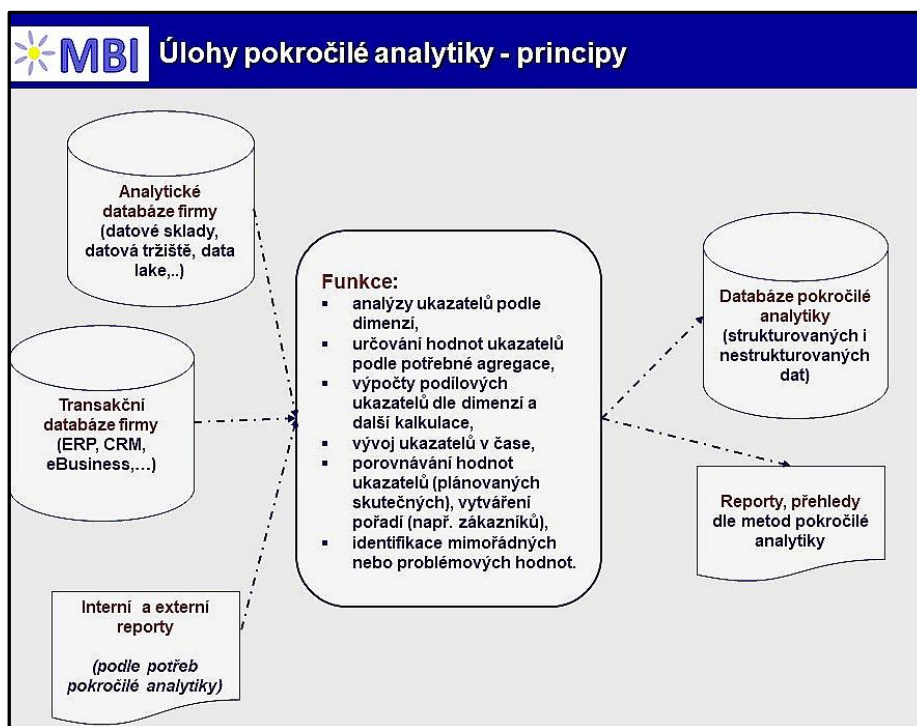 MBI
Úlohy pokročilé analytiky - principy
Analytické
databáze firmy
(datové sklady,
datová tržiště, data
lake,..)
Transakční
databáze firmy
(ERP, CRM,
eBusiness,…)
Interní a externí
reporty
(podle potřeb
pokročilé analytiky)
Funkce:
▪ analýzy ukazatelů podle
dimenzí,
▪ určování hodnot ukazatelů
podle potřebné agregace,
▪ výpočty podílových
ukazatelů dle dimenzí a
další kalkulace,
▪ vývoj ukazatelů v čase,
▪ porovnávání hodnot
ukazatelů (plánovaných
skutečných), vytváření
pořadí (např. zákazníků),
▪ identifikace mimořádných
nebo problémových hodnot.
Databáze pokročilé
analytiky
(strukturovaných i
nestrukturovaných
dat)
Reporty, přehledy
dle metod pokročilé
analytiky